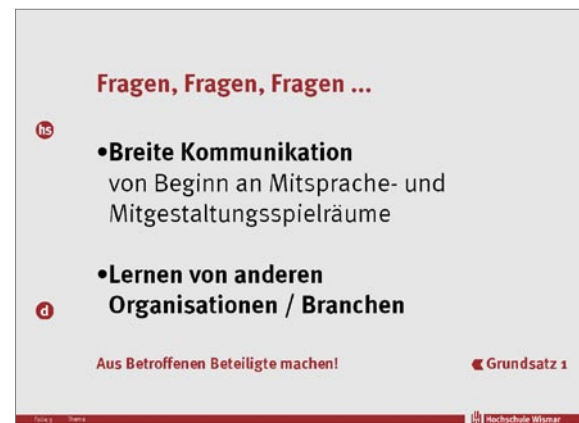 Fragen, Fragen, Fragen ...
hs
•Breite Kommunikation
von Beginn an Mitsprache- und
Mitgestaltungsspielräume
•Lernen von anderen
Organisationen / Branchen
d
Aus Betroffenen Beteiligte machen!
Grundsatz 1
Thema
Hochschule Wismar